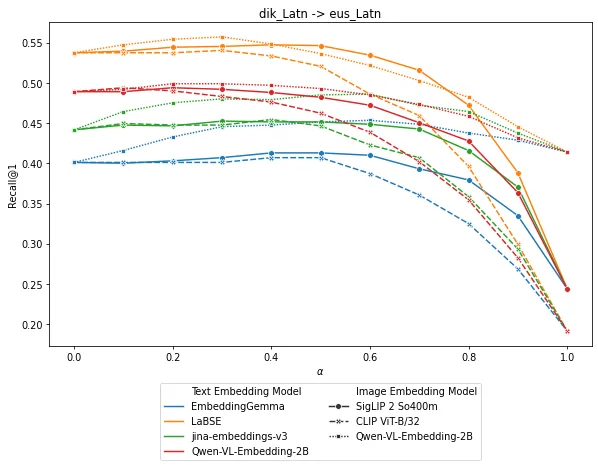 dik_Latn -> eus_Latn
0.55
0.50
0.45
0.40
0.35
0.30
0.25
0.20
Recall@1
0.0 0.2 0.4 0.6 0.8 1.0
α
Text Embedding Model Image Embedding Model
EmbeddingGemma SigLIP 2 So400m
LaBSE CLIP ViT-B/32
jina-embeddings-v3 Qwen-VL-Embedding-2B
Qwen-VL-Embedding-2B